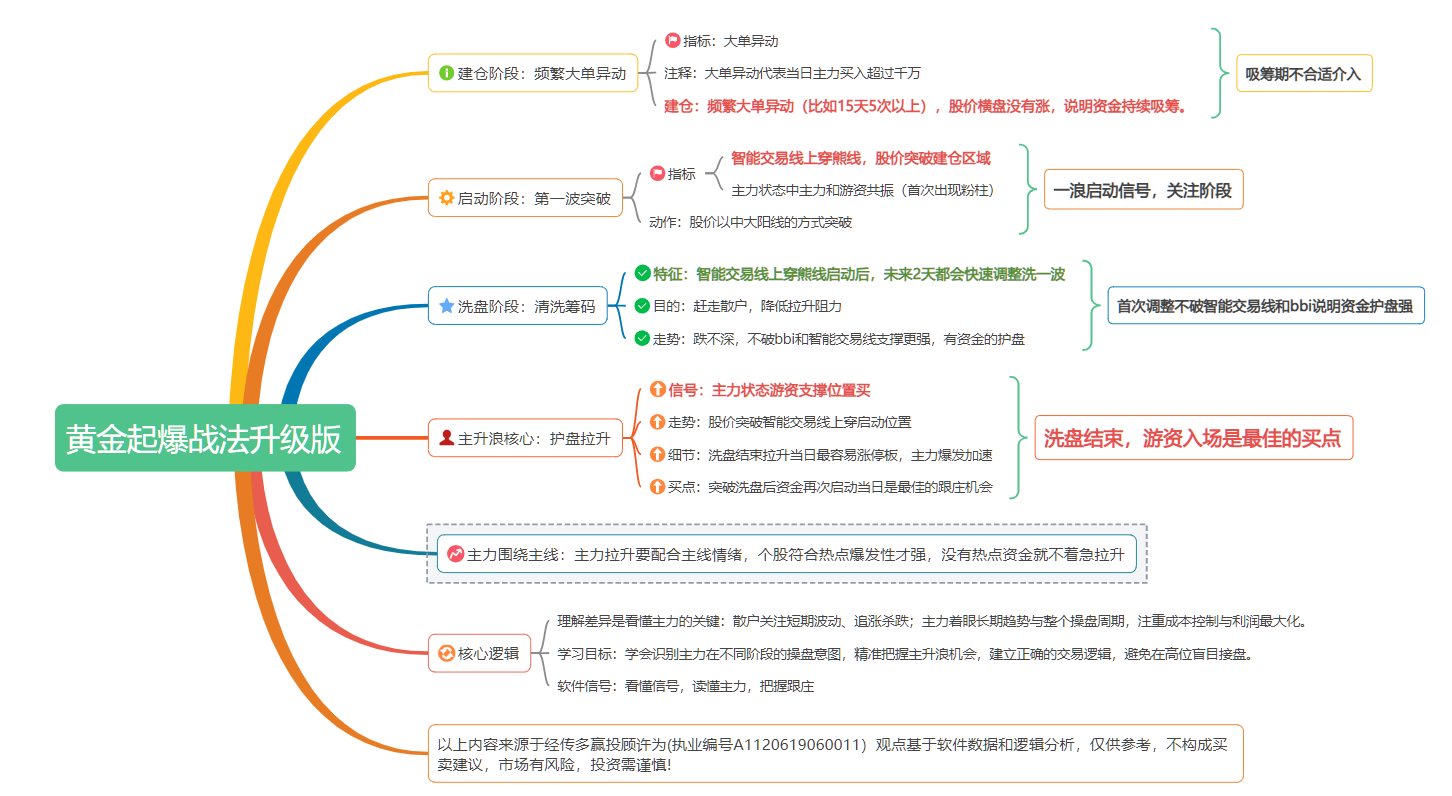 黄金起爆战法升级版
建仓阶段：频繁大单异动
指标：大单异动
注释：大单异动代表当日主力买入超过千万
建仓：频繁大单异动（比如15天5次以上），股价横盘没有涨，说明资金持续吸筹。
吸筹期不合适介入
启动阶段：第一波突破
指标
智能交易线上穿熊线，股价突破建仓区域
主力状态中主力和游资共振（首次出现粉柱）
动作：股价以中大阳线的方式突破
一浪启动信号，关注阶段
洗盘阶段：清洗筹码
特征：智能交易线上穿熊线启动后，未来2天都会快速调整洗一波
目的：赶走散户，降低拉升阻力
走势：跌不深，不破bbi和智能交易线支撑更强，有资金的护盘
首次调整不破智能交易线和bbi说明资金护盘强
主升浪核心：护盘拉升
信号：主力状态游资支撑位置买
走势：股价突破智能交易线上穿启动位置
细节：洗盘结束拉升当日最容易涨停板，主力爆发加速
买点：突破洗盘后资金再次启动当日是最佳的跟庄机会
洗盘结束，游资入场是最佳的买点
主力围绕主线：主力拉升要配合主线情绪，个股符合热点爆发性才强，没有热点资金就不着急拉升
核心逻辑
理解差异是看懂主力的关键：散户关注短期波动、追涨杀跌；主力着眼长期趋势与整个操盘周期，注重成本控制与利润最大化。
学习目标：学会识别主力在不同阶段的操盘意图，精准把握主升浪机会，建立正确的交易逻辑，避免在高位盲目接盘。
软件信号：看懂信号，读懂主力，把握跟庄
以上内容来源于经传多赢投顾许为(执业编号A1120619060011）观点基于软件数据和逻辑分析，仅供参考，不构成买
卖建议，市场有风险，投资需谨慎!